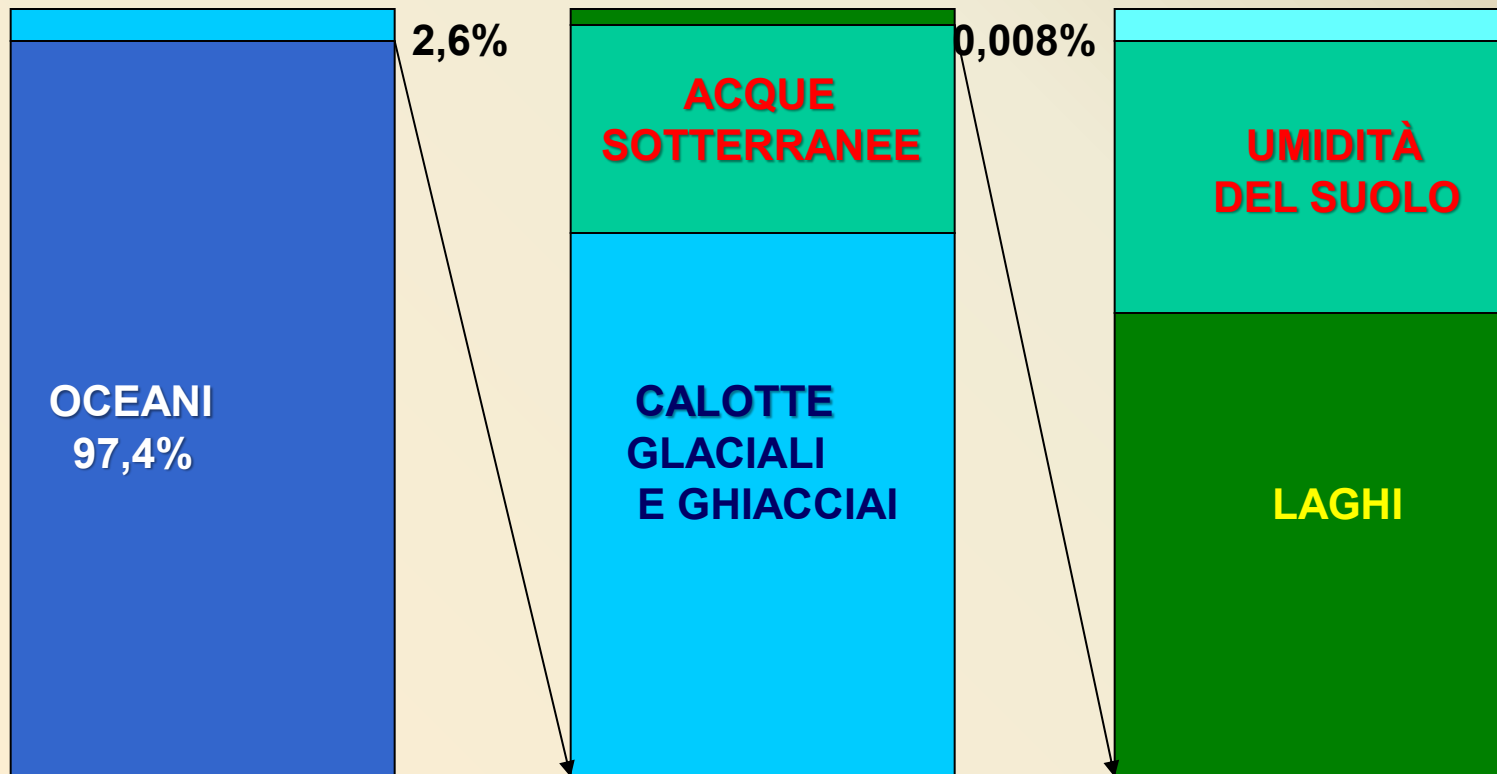 2,6%
0,008%
ACQUE
SOTTERRANEE
UMIDITÀ
DEL SUOLO
OCEANI
97,4%
CALOTTE
GLACIALI
E GHIACCIAI
LAGHI